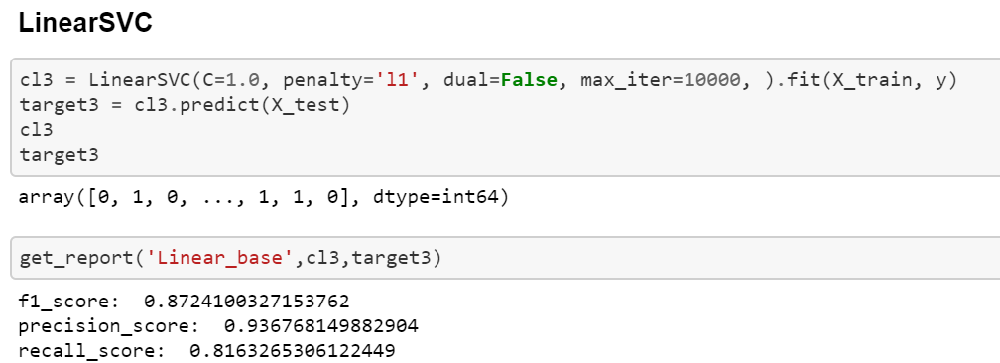 LinearSVC
cl3 = LinearSVC(C=1.0, penalty='l1', dual=False, max_iter=10000, ).fit(X_train, y)
target3 = cl3.predict(X_test)
cl3
target3
array([0, 1, 0, ..., 1, 1, 0], dtype=int64)
get_report('Linear_base',cl3,target3)
f1_score:  0.8724100327153762
precision_score:  0.936768149882904
recall_score:  0.8163265306122449